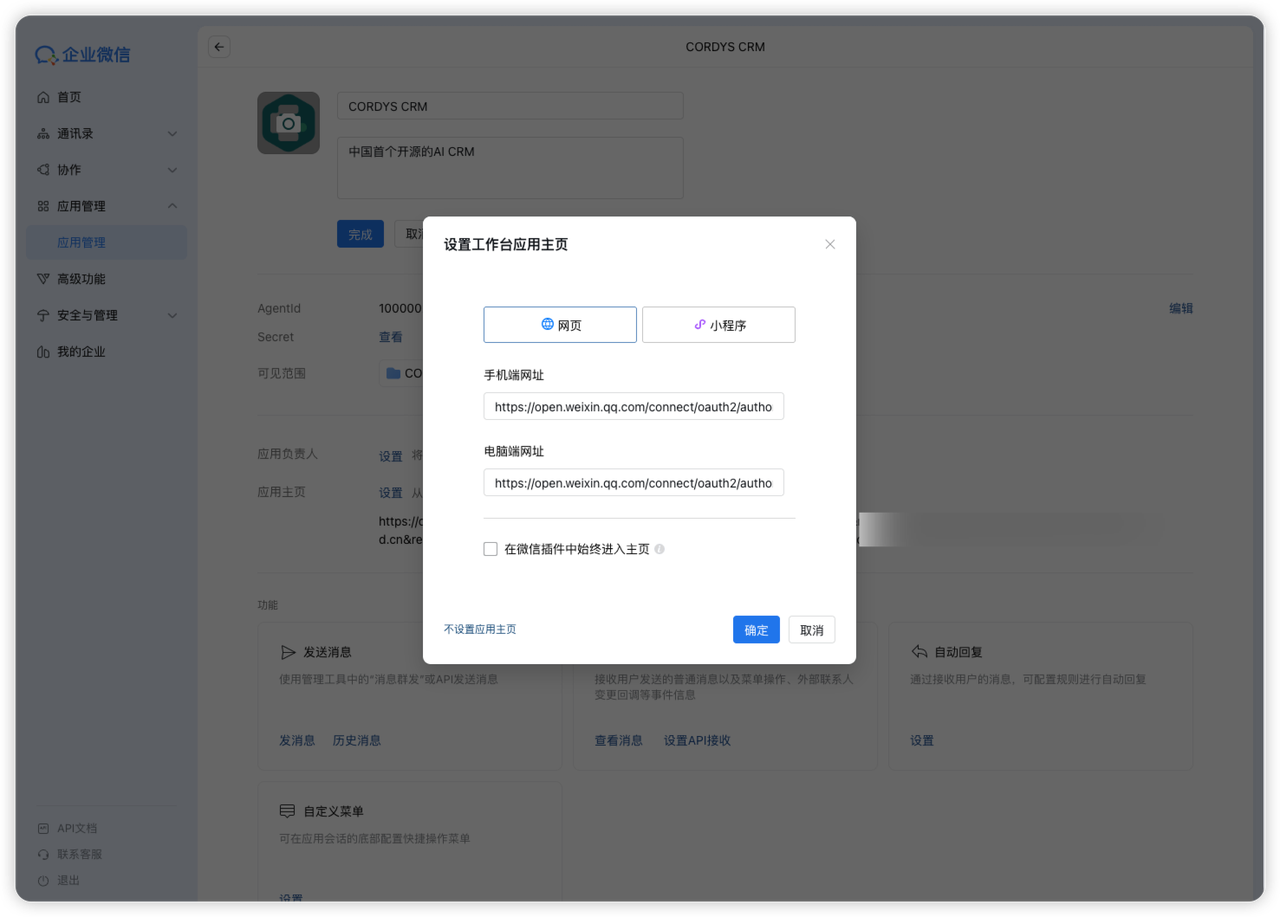 企业微信
首页
通讯录
协作
应用管理
应用管理
高级功能
安全与管理
我的企业
API文档
联系客服
退出
CORDYS CRM
CORDYS CRM
中国首个开源的AI CRM
完成
AgentId
100000
编辑
Secret
查看
可见范围
CO
应用负责人
设置
应用主页
设置 从
d.cn&re
设置工作台应用主页
网页
小程序
手机端网址
https://open.weixin.qq.com/connect/oauth2/autho
电脑端网址
https://open.weixin.qq.com/connect/oauth2/autho
在微信插件中始终进入主页
不设置应用主页
确定
取消
功能
发送消息
使用管理工具中的“消息群发”或API发送消息
发消息 历史消息
接收用户发送的普通消息以及菜单操作、外部联系人
变更回调等事件信息
查看消息 设置API接收
自动回复
通过接收用户的消息，可配置规则进行自动回复
设置
自定义菜单
可在应用会话的底部配置快捷操作菜单
设置